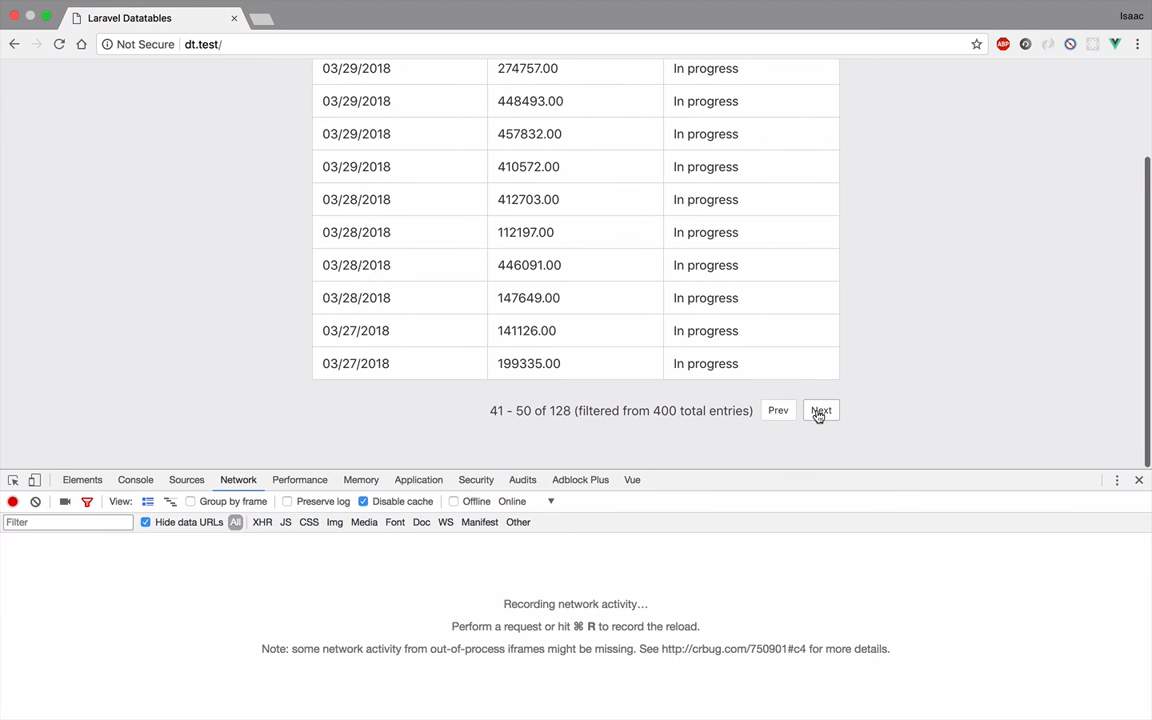 Laravel Datatables
Isaac
Not Secure dt.test/
ABP
03/29/2018 274757.00 In progress
03/29/2018 448493.00 In progress
03/29/2018 457832.00 In progress
03/29/2018 410572.00 In progress
03/28/2018 412703.00 In progress
03/28/2018 112197.00 In progress
03/28/2018 446091.00 In progress
03/28/2018 147649.00 In progress
03/27/2018 141126.00 In progress
03/27/2018 199335.00 In progress
41 - 50 of 128 (filtered from 400 total entries) Prev Next
Elements Console Sources Network Performance Memory Application Security Audits Adblock Plus Vue
View: Group by frame Preserve log Disable cache Offline Online
Filter Hide data URLs All XHR JS CSS Img Media Font Doc WS Manifest Other
Recording network activity…
Perform a request or hit ⌘ R to record the reload.
Note: some network activity from out-of-process iframes might be missing. See http://crbug.com/750901#c4 for more details.